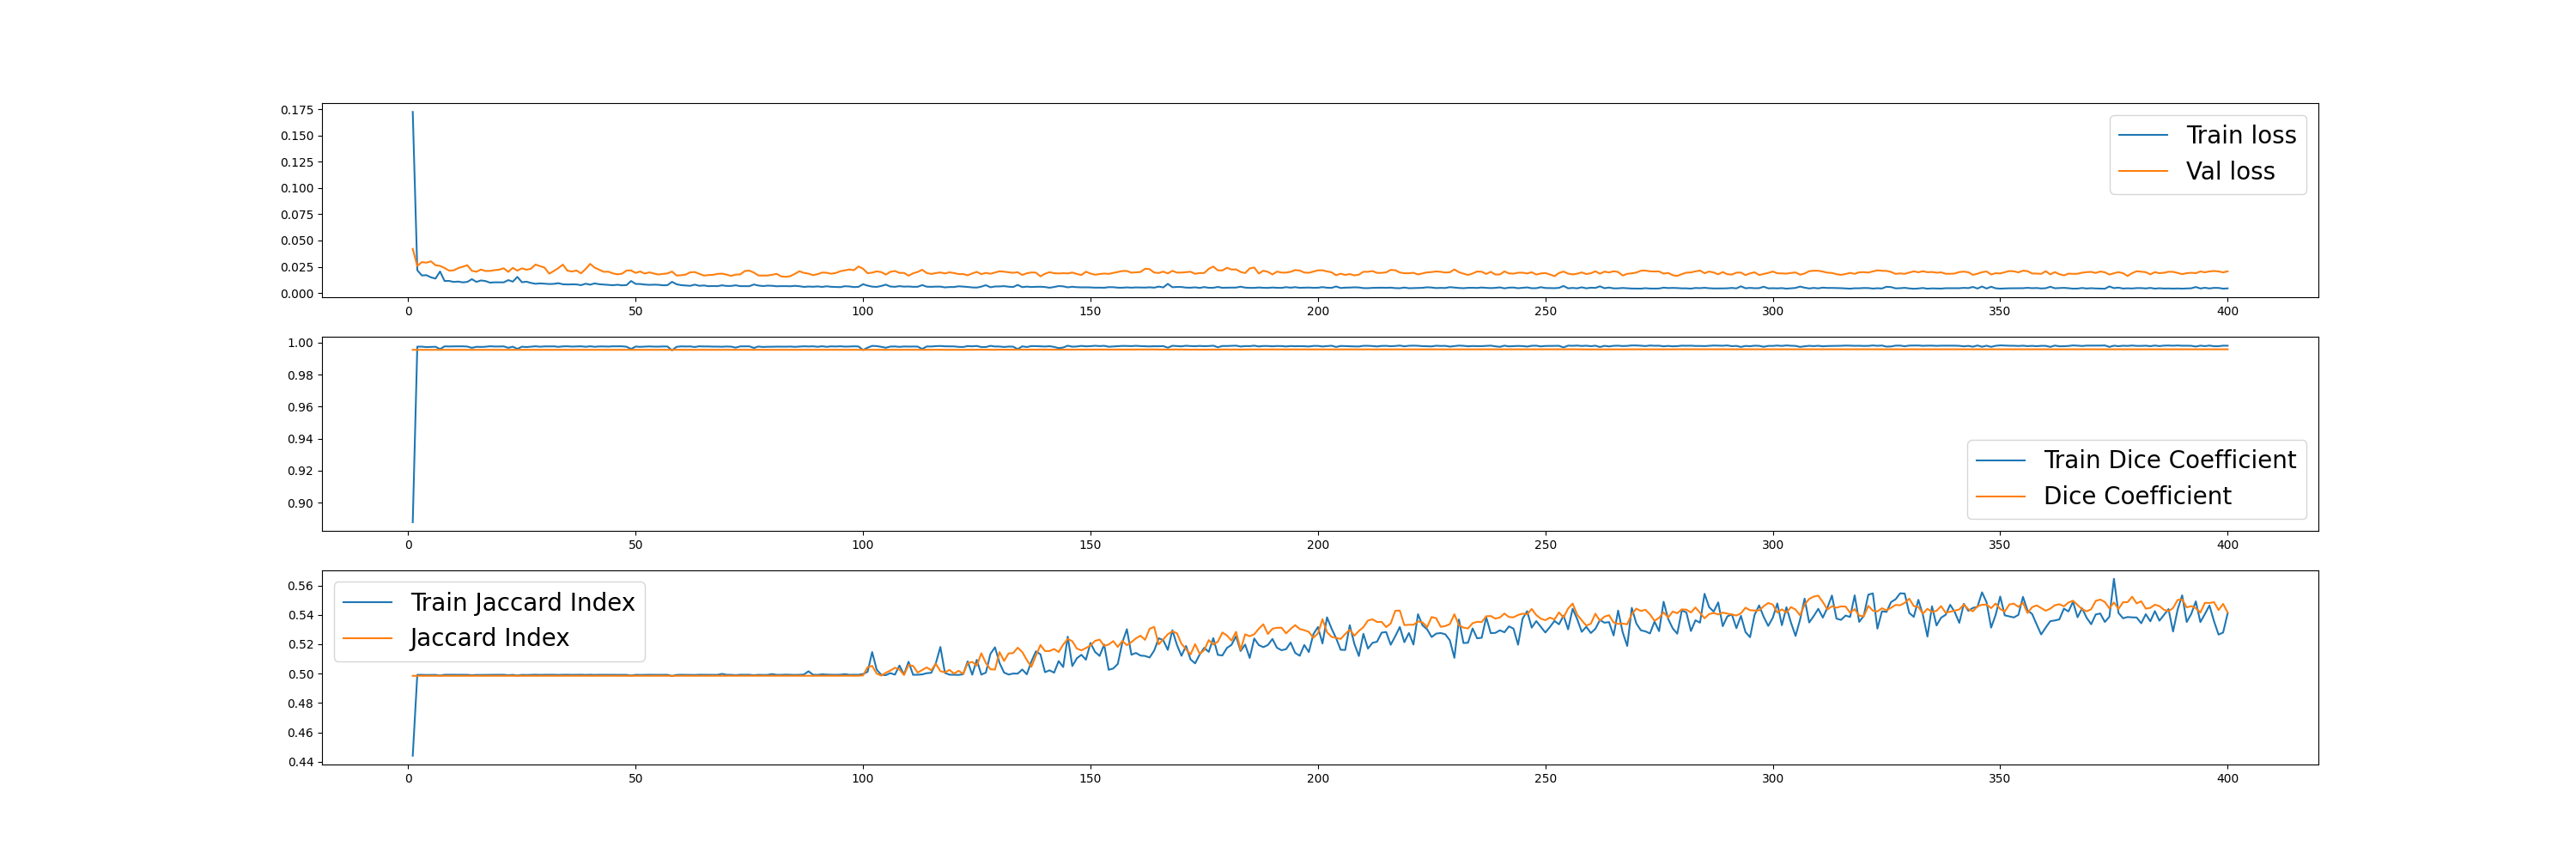 0.175
0.150
0.125
0.100
0.075
0.050
0.025
0.000
Train loss
Val loss
0 50 100 150 200 250 300 350 400
1.00
0.98
0.96
0.94
0.92
0.90
Train Dice Coefficient
Dice Coefficient
0 50 100 150 200 250 300 350 400
0.56
0.54
0.52
0.50
0.48
0.46
0.44
Train Jaccard Index
Jaccard Index
0 50 100 150 200 250 300 350 400